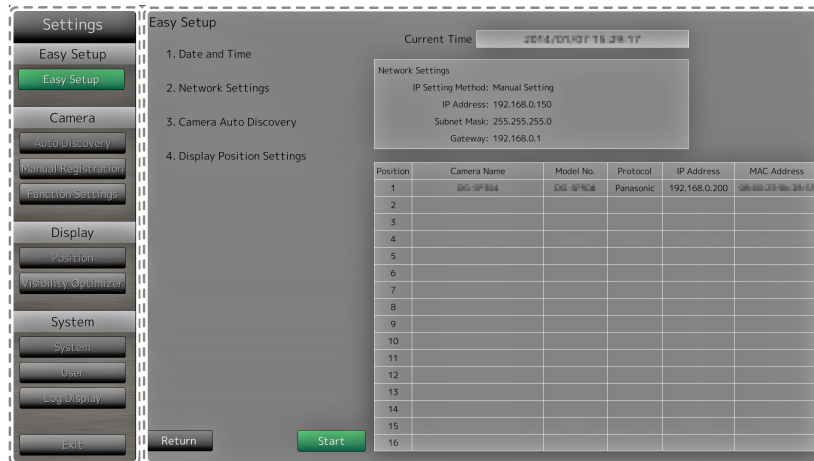 Settings
Easy Setup
Easy Setup
Camera
Auto Discovery
Manual Registration
Function Settings
Display
Position
Visibility Optimizer
System
System
User
Log Display
Exit
Easy Setup
1. Date and Time
2. Network Settings
3. Camera Auto Discovery
4. Display Position Settings
Return
Start
Current Time
Network Settings
IP Setting Method: Manual Setting
IP Address: 192.168.0.150
Subnet Mask: 255.255.255.0
Gateway: 192.168.0.1
Position Camera Name Model No. Protocol IP Address MAC Address
1 Panasonic 192.168.0.200
2
3
4
5
6
7
8
9
10
11
12
13
14
15
16